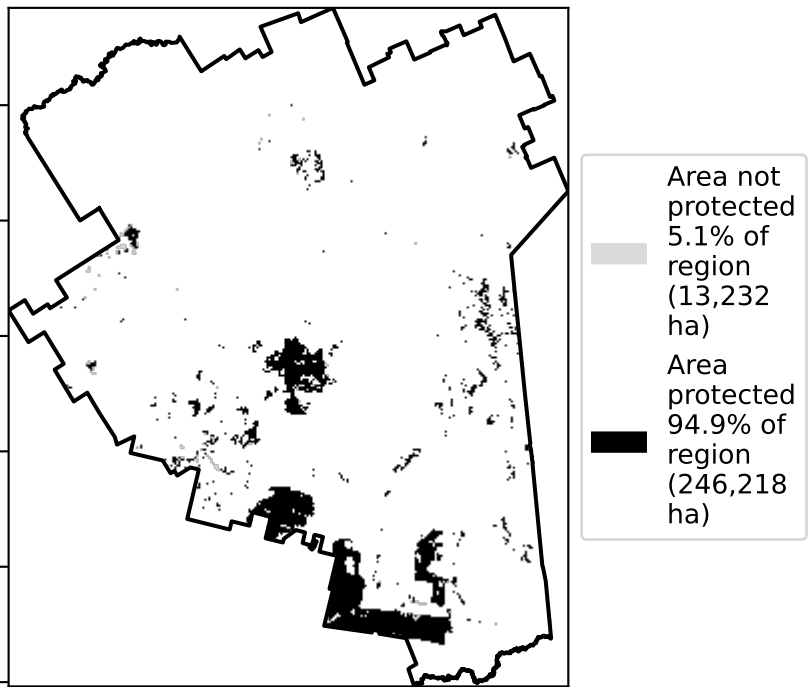 Area not
protected
5.1% of
region
(13,232
ha)
Area
protected
94.9% of
region
(246,218
ha)